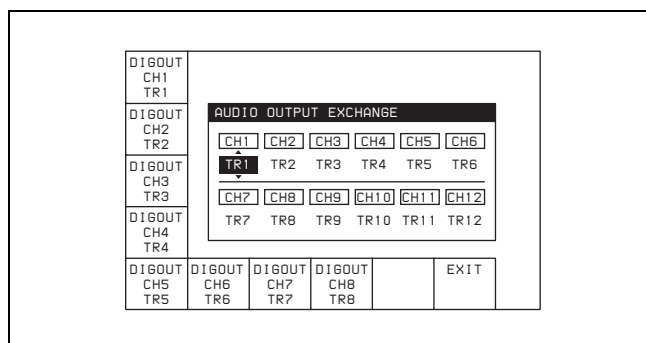 DIGOUT
CH1
TR1
DIGOUT
CH2
TR2
DIGOUT
CH3
TR3
DIGOUT
CH4
TR4
AUDIO OUTPUT EXCHANGE
CH1 CH2 CH3 CH4 CH5 CH6
TR1 TR2 TR3 TR4 TR5 TR6
CH7 CH8 CH9 CH10 CH11 CH12
TR7 TR8 TR9 TR10 TR11 TR12
DIGOUT DIGOUT DIGOUT DIGOUT EXIT
CH5 CH6 CH7 CH8
TR5 TR6 TR7 TR8